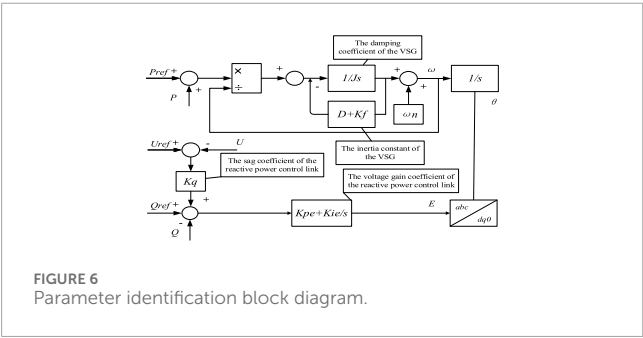 The damping
coefficient of the VSG
Pref +
+
P
×
÷
+
-
1/Js
+
ω
+
1/s
θ
D+Kf
ωn
The inertia constant of
the VSG
Uref +
-
U
The sag coefficient of the
reactive power control link
Kq
The voltage gain coefficient of
the reactive power control link
Qref +
+
-
Q
Kpe+Kie/s
E
abc
dq0
FIGURE 6
Parameter identification block diagram.